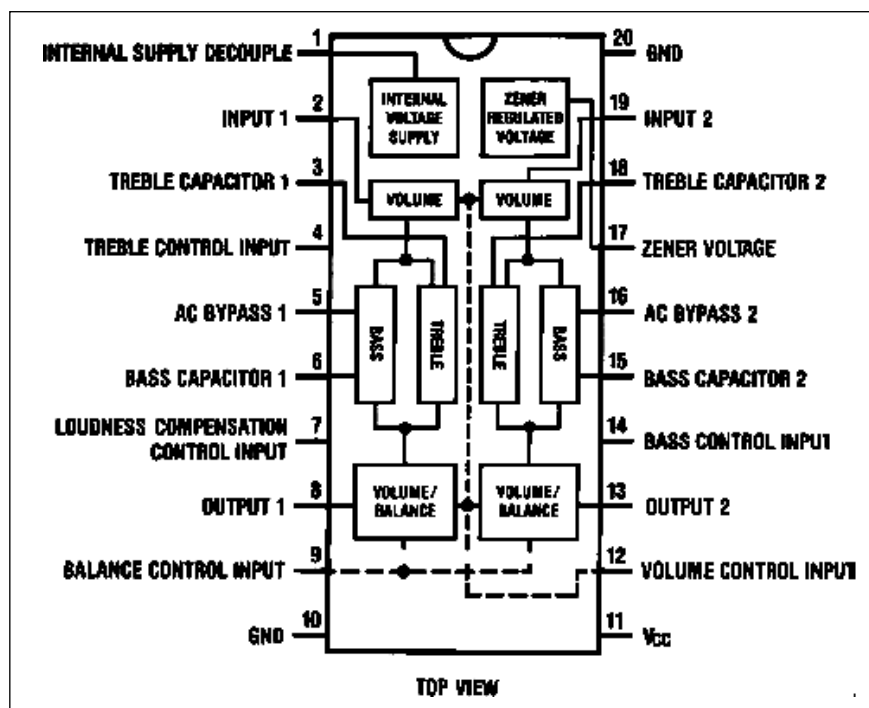 1
INTERNAL SUPPLY DECOUPLE
2
INPUT 1
3
TREBLE CAPACITOR 1
4
TREBLE CONTROL INPUT
5
AC BYPASS 1
6
BASS CAPACITOR 1
7
LOUDNESS COMPENSATION
CONTROL INPUT
8
OUTPUT 1
9
BALANCE CONTROL INPUT
10
GND
INTERNAL
VOLTAGE
SUPPLY
ZENER
REGULATED
VOLTAGE
VOLUME
VOLUME
BASS
TREBLE
TREBLE
BASS
VOLUME/
BALANCE
VOLUME/
BALANCE
20
GND
19
INPUT 2
18
TREBLE CAPACITOR 2
17
ZENER VOLTAGE
16
AC BYPASS 2
15
BASS CAPACITOR 2
14
BASS CONTROL INPUT
13
OUTPUT 2
12
VOLUME CONTROL INPUT
11
VCC
TOP VIEW